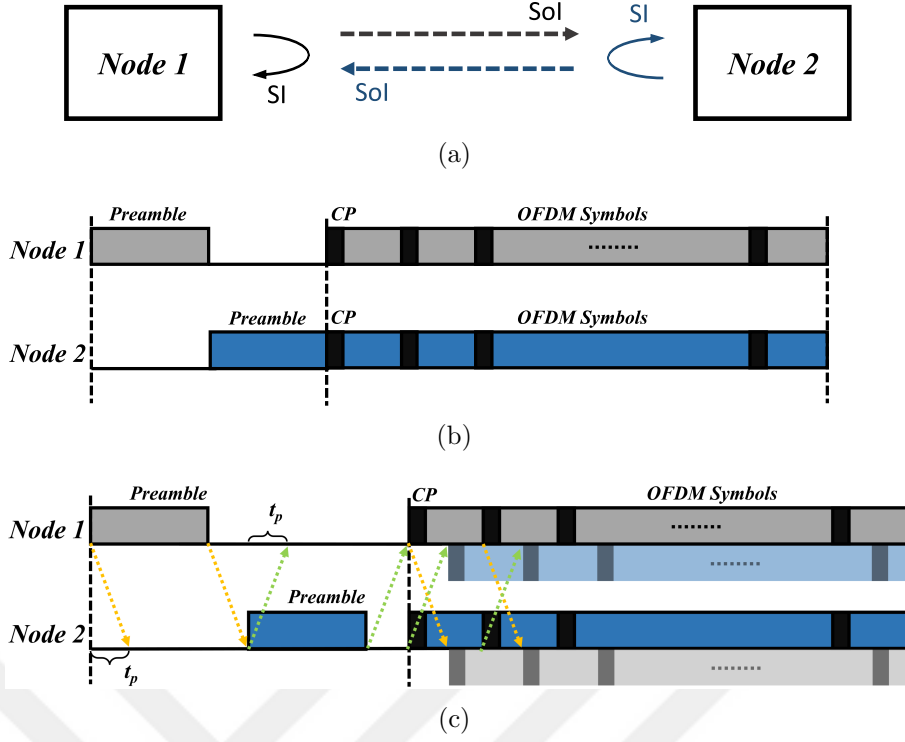 SoI
SI
Node 1
Node 2
SI
SoI
(a)
Preamble
CP
OFDM Symbols
Node 1
........
Preamble
CP
OFDM Symbols
Node 2
(b)
Preamble
CP
OFDM Symbols
t_p
Node 1
........
........
Preamble
Node 2
t_p
........
(c)